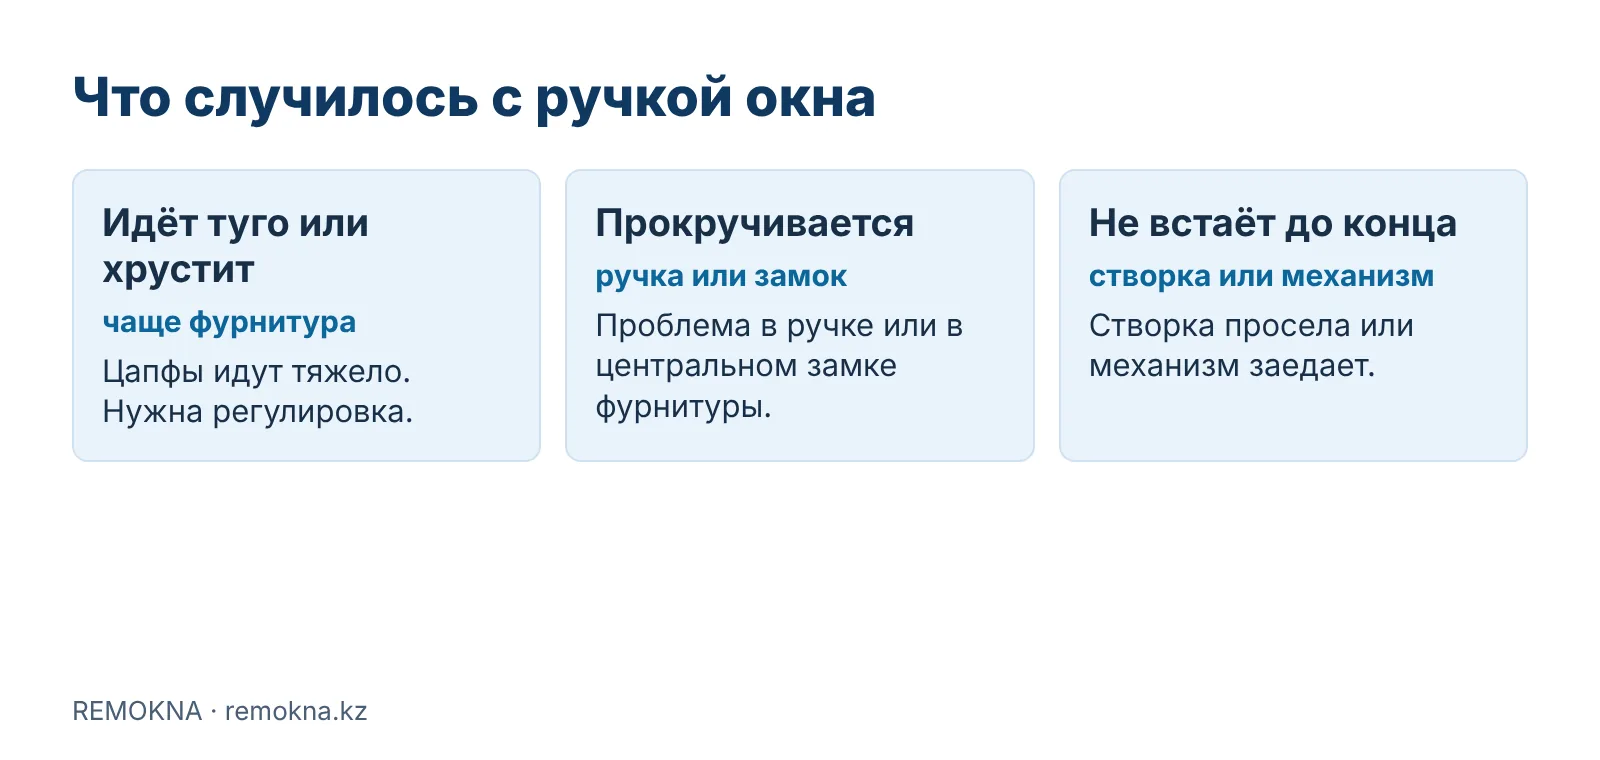 Что случилось с ручкой окна
Идёт туго или
хрустит
чаще фурнитура
Цапфы идут тяжело.
Нужна регулировка.
Прокручивается
ручка или замок
Проблема в ручке или в
центральном замке
фурнитуры.
Не встаёт до конца
створка или механизм
Створка просела или
механизм заедает.
REMOKNA · remokna.kz